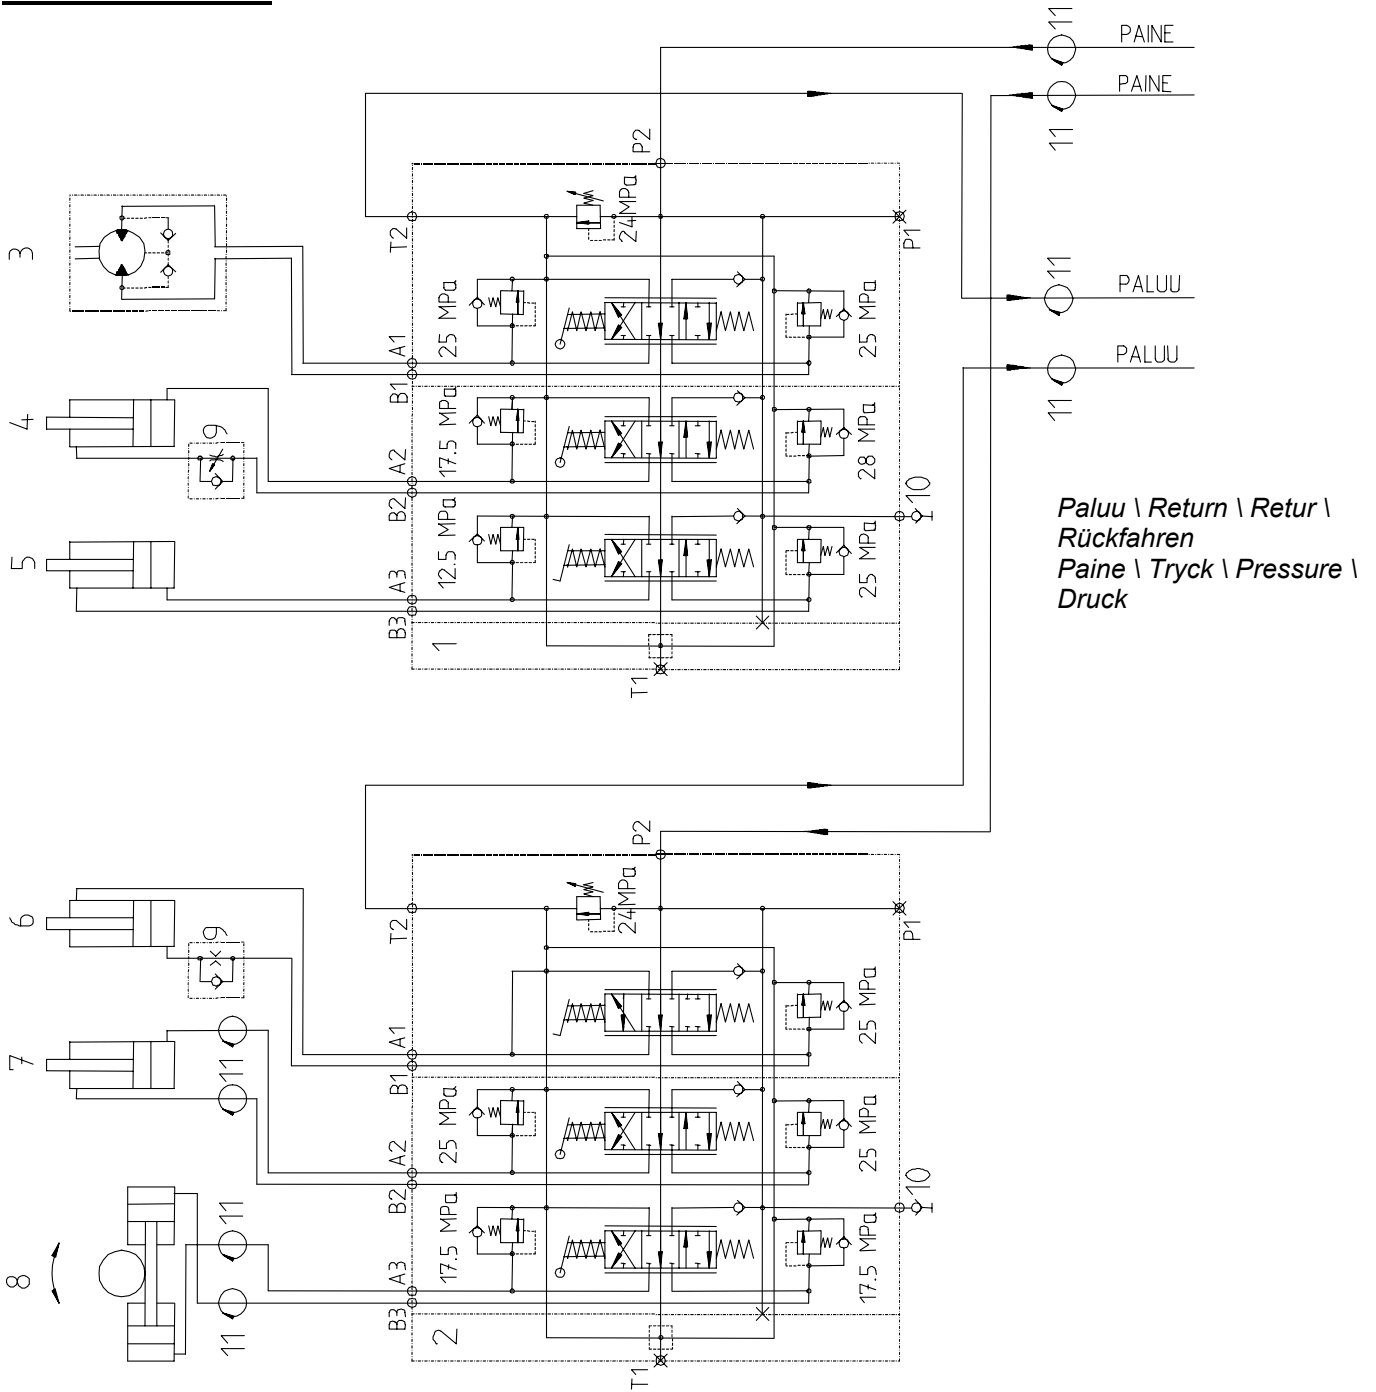 11
PAINE
PAINE
11
P2
3
24MPa
T2
P1
11
PALUU
25 MPa
25 MPa
A1
B1
PALUU
11
4
9
17.5 MPa
28 MPa
A2
B2
10
5
12.5 MPa
25 MPa
A3
B3
1
T1
Paluu \ Return \ Retur \
Rückfahren
Paine \ Tryck \ Pressure \
Druck
P2
6
9
24MPa
T2
P1
25 MPa
A1
B1
7
11
25 MPa
25 MPa
A2
B2
10
8
11
11
17.5 MPa
17.5 MPa
A3
B3
2
T1